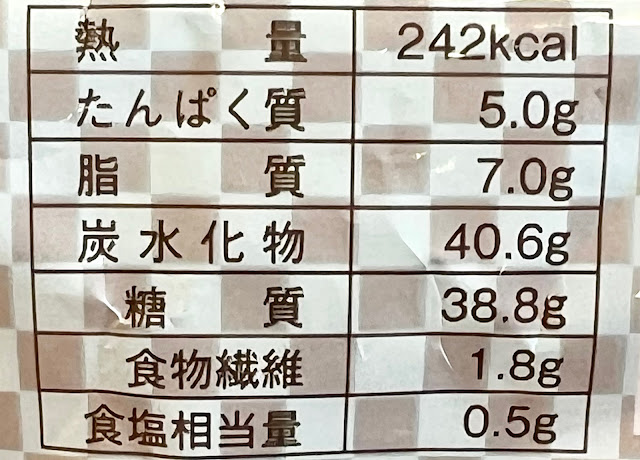 熱量 242kcal
たんぱく質 5.0g
脂質 7.0g
炭水化物 40.6g
糖質 38.8g
食物繊維 1.8g
食塩相当量 0.5g